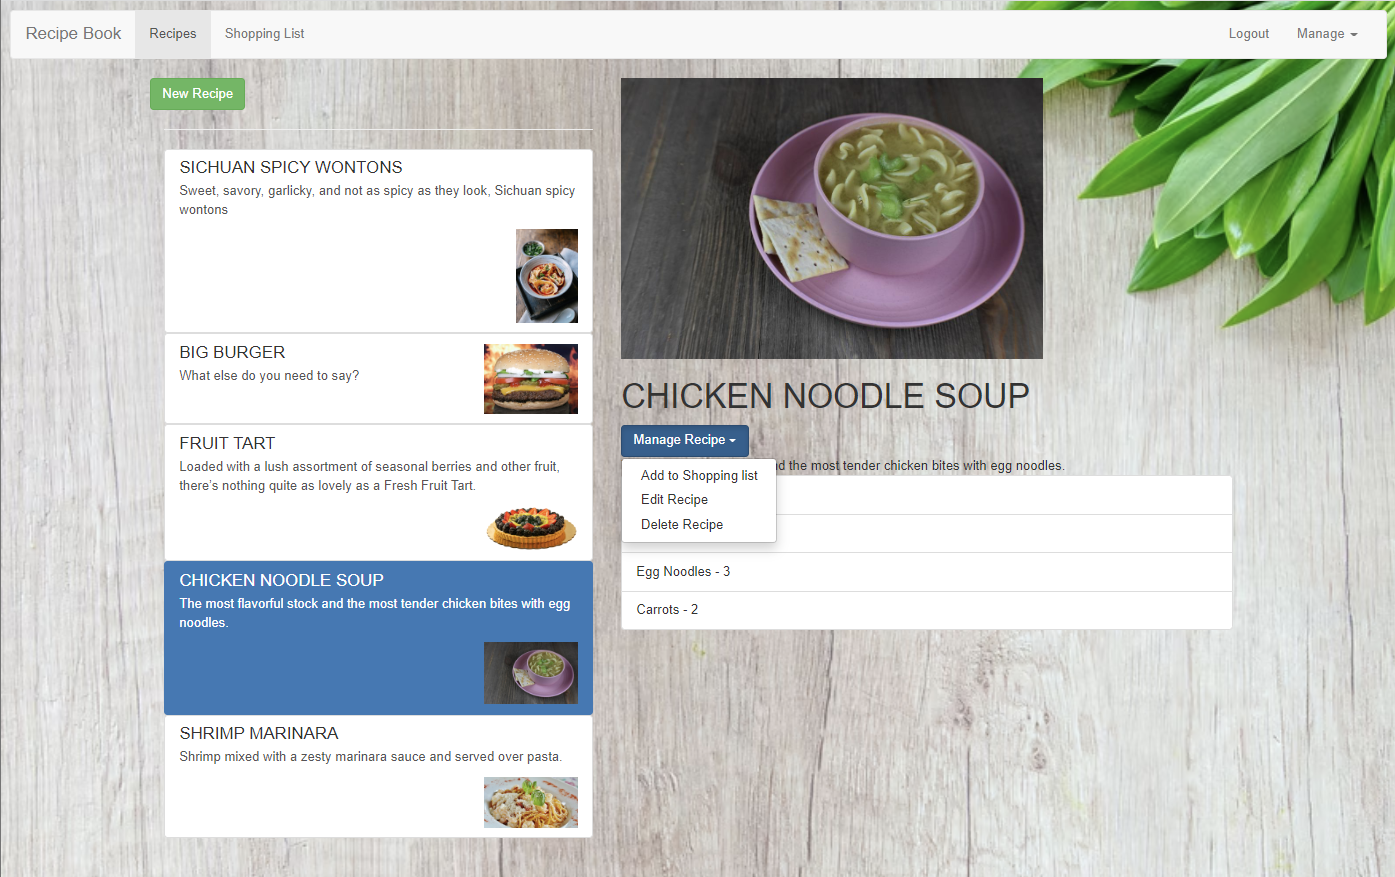 Recipe Book Recipes Shopping List Logout Manage
New Recipe
SICHUAN SPICY WONTONS
Sweet, savory, garlicky, and not as spicy as they look, Sichuan spicy
wontons
BIG BURGER
What else do you need to say?
FRUIT TART
Loaded with a lush assortment of seasonal berries and other fruit,
there's nothing quite as lovely as a Fresh Fruit Tart.
CHICKEN NOODLE SOUP
The most flavorful stock and the most tender chicken bites with egg
noodles.
SHRIMP MARINARA
Shrimp mixed with a zesty marinara sauce and served over pasta.
CHICKEN NOODLE SOUP
Manage Recipe
the most tender chicken bites with egg noodles.
Add to Shopping list
Edit Recipe
Delete Recipe
Egg Noodles - 3
Carrots - 2